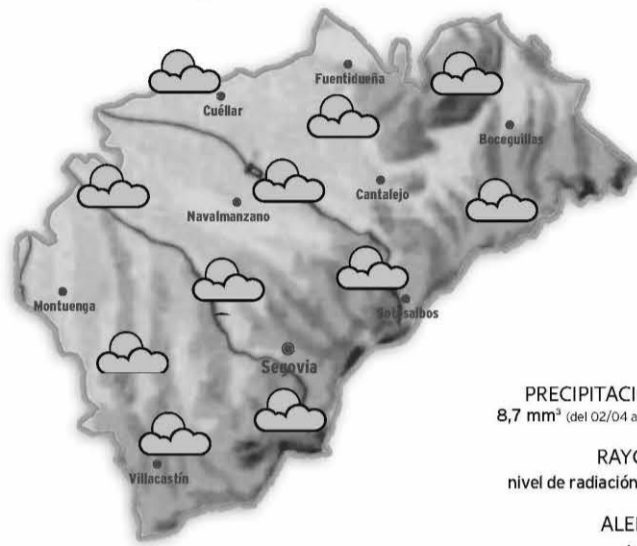 Fuentidueña
Cuéllar
Boceguillas
Cantalejo
Navalmanzano
Montuenga
Sotosalbos
Segovia
Villacastín
PRECIPITACI
8,7 mm³ (del 02/04 a
RAYO
nivel de radiación
ALE